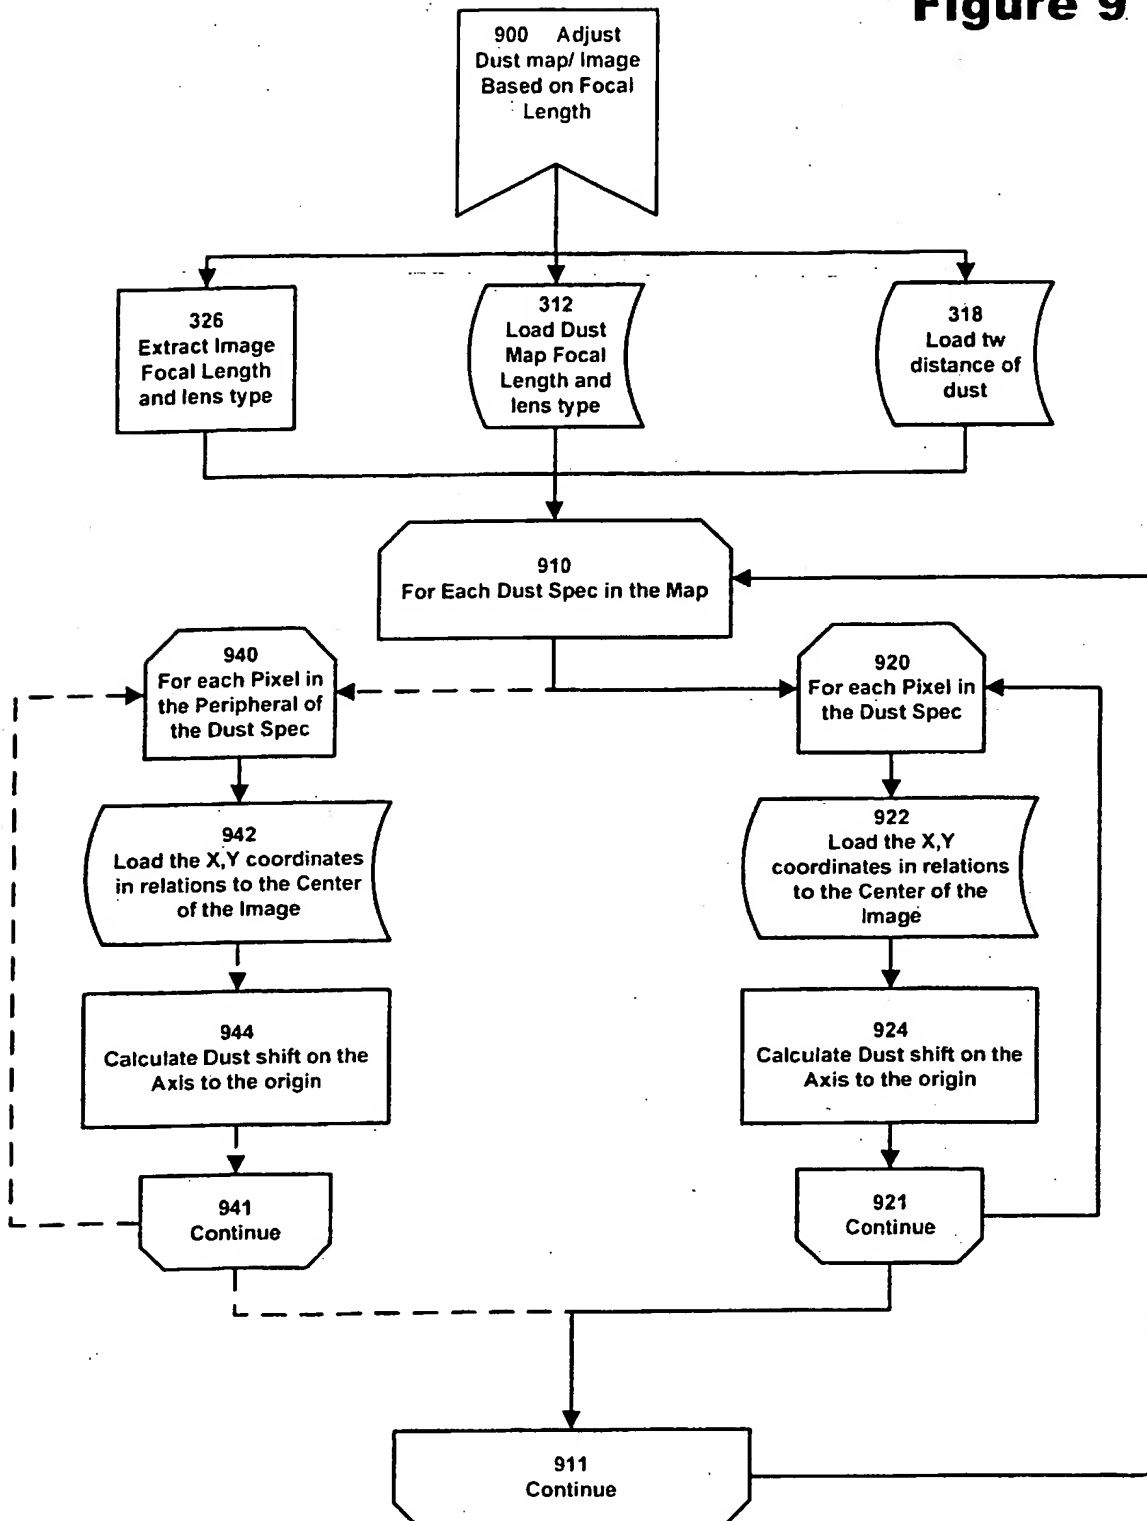 Figure 9
900 Adjust
Dust map/ Image
Based on Focal
Length
326
Extract Image
Focal Length
and lens type
312
Load Dust
Map Focal
Length and
lens type
318
Load tw
distance of
dust
910
For Each Dust Spec in the Map
940
For each Pixel in
the Peripheral of
the Dust Spec
920
For each Pixel in
the Dust Spec
942
Load the X,Y coordinates
in relations to the Center
of the Image
922
Load the X,Y
coordinates in relations
to the Center of the
Image
944
Calculate Dust shift on the
Axis to the origin
924
Calculate Dust shift on the
Axis to the origin
941
Continue
921
Continue
911
Continue